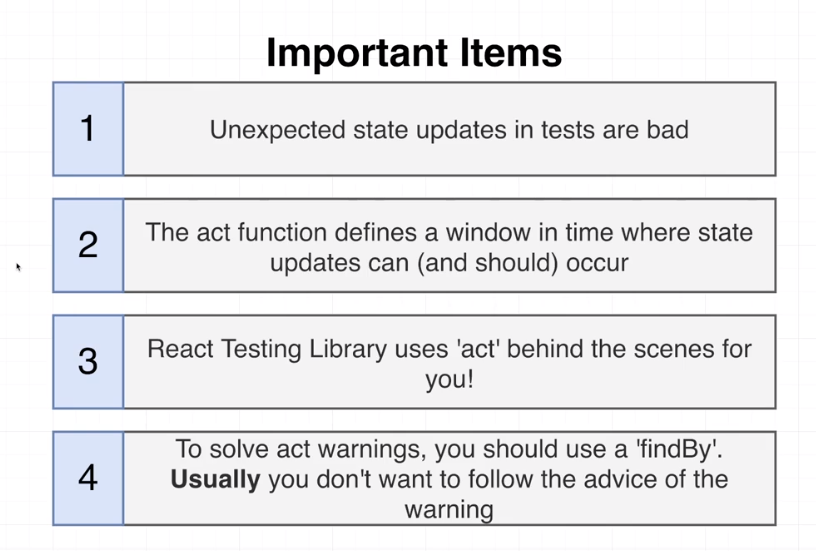 Important Items
1
Unexpected state updates in tests are bad
2
The act function defines a window in time where state
updates can (and should) occur
3
React Testing Library uses 'act' behind the scenes for
you!
4
To solve act warnings, you should use a 'findBy'.
Usually you don't want to follow the advice of the
warning